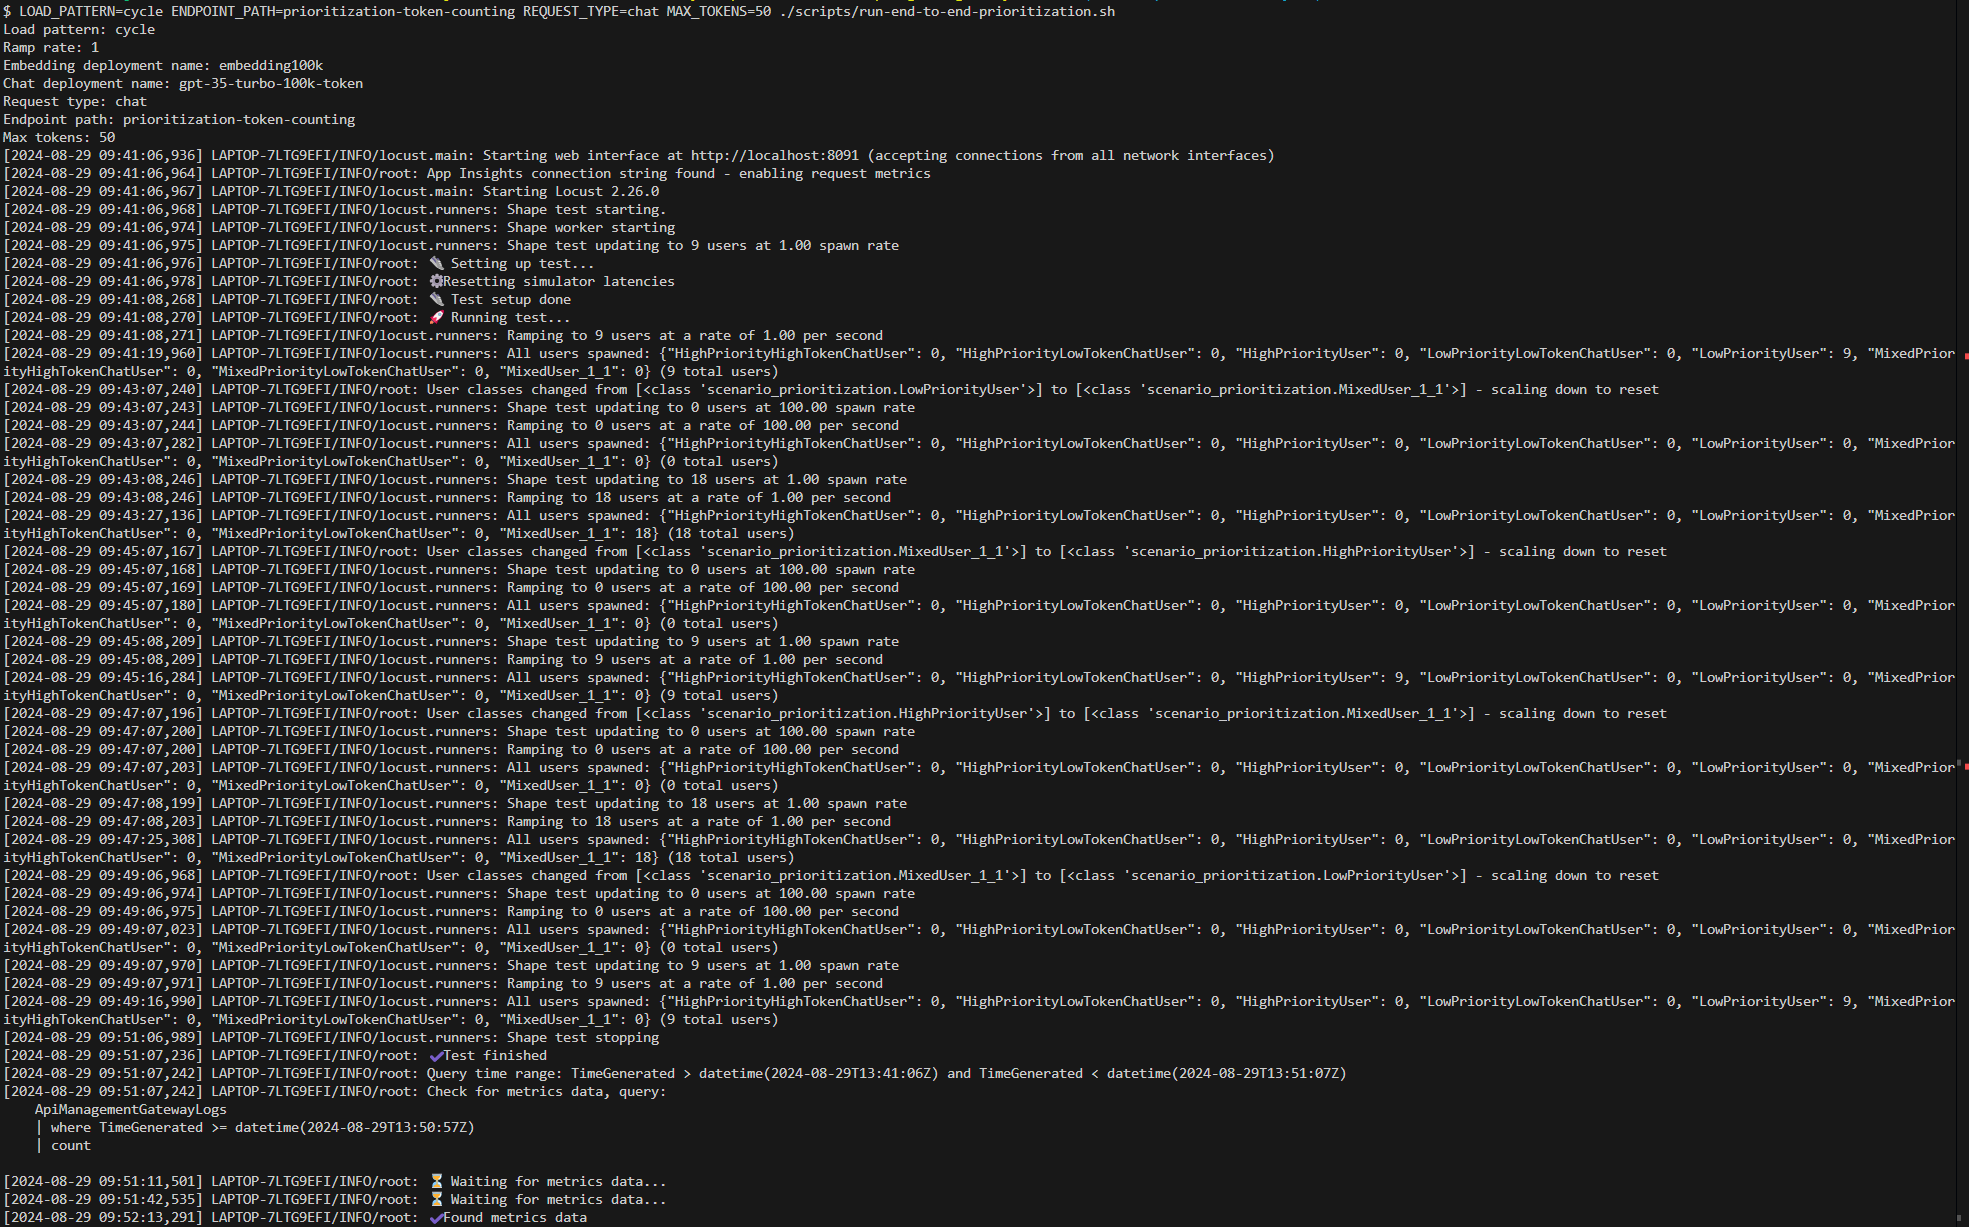 $ LOAD_PATTERN=cycle ENDPOINT_PATH=prioritization-token-counting REQUEST_TYPE=chat MAX_TOKENS=50 ./scripts/run-end-to-end-prioritization.sh
Load pattern: cycle
Ramp rate: 1
Embedding deployment name: embedding100k
Chat deployment name: gpt-35-turbo-100k-token
Request type: chat
Endpoint path: prioritization-token-counting
Max tokens: 50
[2024-08-29 09:41:06,936] LAPTOP-7LTG9EFI/INFO/locust.main: Starting web interface at http://localhost:8091 (accepting connections from all network interfaces)
[2024-08-29 09:41:06,964] LAPTOP-7LTG9EFI/INFO/root: App Insights connection string found - enabling request metrics
[2024-08-29 09:41:06,967] LAPTOP-7LTG9EFI/INFO/locust.main: Starting Locust 2.26.0
[2024-08-29 09:41:06,968] LAPTOP-7LTG9EFI/INFO/locust.runners: Shape test starting.
[2024-08-29 09:41:06,974] LAPTOP-7LTG9EFI/INFO/locust.runners: Shape worker starting
[2024-08-29 09:41:06,975] LAPTOP-7LTG9EFI/INFO/locust.runners: Shape test updating to 9 users at 1.00 spawn rate
[2024-08-29 09:41:06,976] LAPTOP-7LTG9EFI/INFO/root: Setting up test...
[2024-08-29 09:41:06,978] LAPTOP-7LTG9EFI/INFO/root: ⚙Resetting simulator latencies
[2024-08-29 09:41:08,268] LAPTOP-7LTG9EFI/INFO/root: Test setup done
[2024-08-29 09:41:08,270] LAPTOP-7LTG9EFI/INFO/root: 🚀 Running test...
[2024-08-29 09:41:08,271] LAPTOP-7LTG9EFI/INFO/locust.runners: Ramping to 9 users at a rate of 1.00 per second
[2024-08-29 09:41:19,960] LAPTOP-7LTG9EFI/INFO/locust.runners: All users spawned: {"HighPriorityHighTokenChatUser": 0, "HighPriorityLowTokenChatUser": 0, "HighPriorityUser": 0, "LowPriorityLowTokenChatUser": 0, "LowPriorityUser": 9, "MixedPrior
ityHighTokenChatUser": 0, "MixedPriorityLowTokenChatUser": 0, "MixedUser_1_1": 0} (9 total users)
[2024-08-29 09:43:07,240] LAPTOP-7LTG9EFI/INFO/root: User classes changed from [<class 'scenario_prioritization.LowPriorityUser'>] to [<class 'scenario_prioritization.MixedUser_1_1'>] - scaling down to reset
[2024-08-29 09:43:07,243] LAPTOP-7LTG9EFI/INFO/locust.runners: Shape test updating to 0 users at 100.00 spawn rate
[2024-08-29 09:43:07,244] LAPTOP-7LTG9EFI/INFO/locust.runners: Ramping to 0 users at a rate of 100.00 per second
[2024-08-29 09:43:07,282] LAPTOP-7LTG9EFI/INFO/locust.runners: All users spawned: {"HighPriorityHighTokenChatUser": 0, "HighPriorityLowTokenChatUser": 0, "HighPriorityUser": 0, "LowPriorityLowTokenChatUser": 0, "LowPriorityUser": 0, "MixedPrior
ityHighTokenChatUser": 0, "MixedPriorityLowTokenChatUser": 0, "MixedUser_1_1": 0} (0 total users)
[2024-08-29 09:43:08,246] LAPTOP-7LTG9EFI/INFO/locust.runners: Shape test updating to 18 users at 1.00 spawn rate
[2024-08-29 09:43:08,246] LAPTOP-7LTG9EFI/INFO/locust.runners: Ramping to 18 users at a rate of 1.00 per second
[2024-08-29 09:43:27,136] LAPTOP-7LTG9EFI/INFO/locust.runners: All users spawned: {"HighPriorityHighTokenChatUser": 0, "HighPriorityLowTokenChatUser": 0, "HighPriorityUser": 0, "LowPriorityLowTokenChatUser": 0, "LowPriorityUser": 0, "MixedPrior
ityHighTokenChatUser": 0, "MixedPriorityLowTokenChatUser": 0, "MixedUser_1_1": 18} (18 total users)
[2024-08-29 09:45:07,167] LAPTOP-7LTG9EFI/INFO/root: User classes changed from [<class 'scenario_prioritization.MixedUser_1_1'>] to [<class 'scenario_prioritization.HighPriorityUser'>] - scaling down to reset
[2024-08-29 09:45:07,168] LAPTOP-7LTG9EFI/INFO/locust.runners: Shape test updating to 0 users at 100.00 spawn rate
[2024-08-29 09:45:07,169] LAPTOP-7LTG9EFI/INFO/locust.runners: Ramping to 0 users at a rate of 100.00 per second
[2024-08-29 09:45:07,180] LAPTOP-7LTG9EFI/INFO/locust.runners: All users spawned: {"HighPriorityHighTokenChatUser": 0, "HighPriorityLowTokenChatUser": 0, "HighPriorityUser": 0, "LowPriorityLowTokenChatUser": 0, "LowPriorityUser": 0, "MixedPrior
ityHighTokenChatUser": 0, "MixedPriorityLowTokenChatUser": 0, "MixedUser_1_1": 0} (0 total users)
[2024-08-29 09:45:08,209] LAPTOP-7LTG9EFI/INFO/locust.runners: Shape test updating to 9 users at 1.00 spawn rate
[2024-08-29 09:45:08,209] LAPTOP-7LTG9EFI/INFO/locust.runners: Ramping to 9 users at a rate of 1.00 per second
[2024-08-29 09:45:16,284] LAPTOP-7LTG9EFI/INFO/locust.runners: All users spawned: {"HighPriorityHighTokenChatUser": 0, "HighPriorityLowTokenChatUser": 0, "HighPriorityUser": 9, "LowPriorityLowTokenChatUser": 0, "LowPriorityUser": 0, "MixedPrior
ityHighTokenChatUser": 0, "MixedPriorityLowTokenChatUser": 0, "MixedUser_1_1": 0} (9 total users)
[2024-08-29 09:47:07,196] LAPTOP-7LTG9EFI/INFO/root: User classes changed from [<class 'scenario_prioritization.HighPriorityUser'>] to [<class 'scenario_prioritization.MixedUser_1_1'>] - scaling down to reset
[2024-08-29 09:47:07,200] LAPTOP-7LTG9EFI/INFO/locust.runners: Shape test updating to 0 users at 100.00 spawn rate
[2024-08-29 09:47:07,200] LAPTOP-7LTG9EFI/INFO/locust.runners: Ramping to 0 users at a rate of 100.00 per second
[2024-08-29 09:47:07,203] LAPTOP-7LTG9EFI/INFO/locust.runners: All users spawned: {"HighPriorityHighTokenChatUser": 0, "HighPriorityLowTokenChatUser": 0, "HighPriorityUser": 0, "LowPriorityLowTokenChatUser": 0, "LowPriorityUser": 0, "MixedPrior
ityHighTokenChatUser": 0, "MixedPriorityLowTokenChatUser": 0, "MixedUser_1_1": 0} (0 total users)
[2024-08-29 09:47:08,199] LAPTOP-7LTG9EFI/INFO/locust.runners: Shape test updating to 18 users at 1.00 spawn rate
[2024-08-29 09:47:08,203] LAPTOP-7LTG9EFI/INFO/locust.runners: Ramping to 18 users at a rate of 1.00 per second
[2024-08-29 09:47:25,308] LAPTOP-7LTG9EFI/INFO/locust.runners: All users spawned: {"HighPriorityHighTokenChatUser": 0, "HighPriorityLowTokenChatUser": 0, "HighPriorityUser": 0, "LowPriorityLowTokenChatUser": 0, "LowPriorityUser": 0, "MixedPrior
ityHighTokenChatUser": 0, "MixedPriorityLowTokenChatUser": 0, "MixedUser_1_1": 18} (18 total users)
[2024-08-29 09:49:06,968] LAPTOP-7LTG9EFI/INFO/root: User classes changed from [<class 'scenario_prioritization.MixedUser_1_1'>] to [<class 'scenario_prioritization.LowPriorityUser'>] - scaling down to reset
[2024-08-29 09:49:06,974] LAPTOP-7LTG9EFI/INFO/locust.runners: Shape test updating to 0 users at 100.00 spawn rate
[2024-08-29 09:49:06,975] LAPTOP-7LTG9EFI/INFO/locust.runners: Ramping to 0 users at a rate of 100.00 per second
[2024-08-29 09:49:07,023] LAPTOP-7LTG9EFI/INFO/locust.runners: All users spawned: {"HighPriorityHighTokenChatUser": 0, "HighPriorityLowTokenChatUser": 0, "HighPriorityUser": 0, "LowPriorityLowTokenChatUser": 0, "LowPriorityUser": 0, "MixedPrior
ityHighTokenChatUser": 0, "MixedPriorityLowTokenChatUser": 0, "MixedUser_1_1": 0} (0 total users)
[2024-08-29 09:49:07,970] LAPTOP-7LTG9EFI/INFO/locust.runners: Shape test updating to 9 users at 1.00 spawn rate
[2024-08-29 09:49:07,971] LAPTOP-7LTG9EFI/INFO/locust.runners: Ramping to 9 users at a rate of 1.00 per second
[2024-08-29 09:49:16,990] LAPTOP-7LTG9EFI/INFO/locust.runners: All users spawned: {"HighPriorityHighTokenChatUser": 0, "HighPriorityLowTokenChatUser": 0, "HighPriorityUser": 0, "LowPriorityLowTokenChatUser": 0, "LowPriorityUser": 9, "MixedPrior
ityHighTokenChatUser": 0, "MixedPriorityLowTokenChatUser": 0, "MixedUser_1_1": 0} (9 total users)
[2024-08-29 09:51:06,989] LAPTOP-7LTG9EFI/INFO/locust.runners: Shape test stopping
[2024-08-29 09:51:07,236] LAPTOP-7LTG9EFI/INFO/root: ✔Test finished
[2024-08-29 09:51:07,242] LAPTOP-7LTG9EFI/INFO/root: Query time range: TimeGenerated > datetime(2024-08-29T13:41:06Z) and TimeGenerated < datetime(2024-08-29T13:51:07Z)
[2024-08-29 09:51:07,242] LAPTOP-7LTG9EFI/INFO/root: Check for metrics data, query:
ApiManagementGatewayLogs
| where TimeGenerated >= datetime(2024-08-29T13:50:57Z)
| count
[2024-08-29 09:51:11,501] LAPTOP-7LTG9EFI/INFO/root: ⏳ Waiting for metrics data...
[2024-08-29 09:51:42,535] LAPTOP-7LTG9EFI/INFO/root: ⏳ Waiting for metrics data...
[2024-08-29 09:52:13,291] LAPTOP-7LTG9EFI/INFO/root: ✔Found metrics data